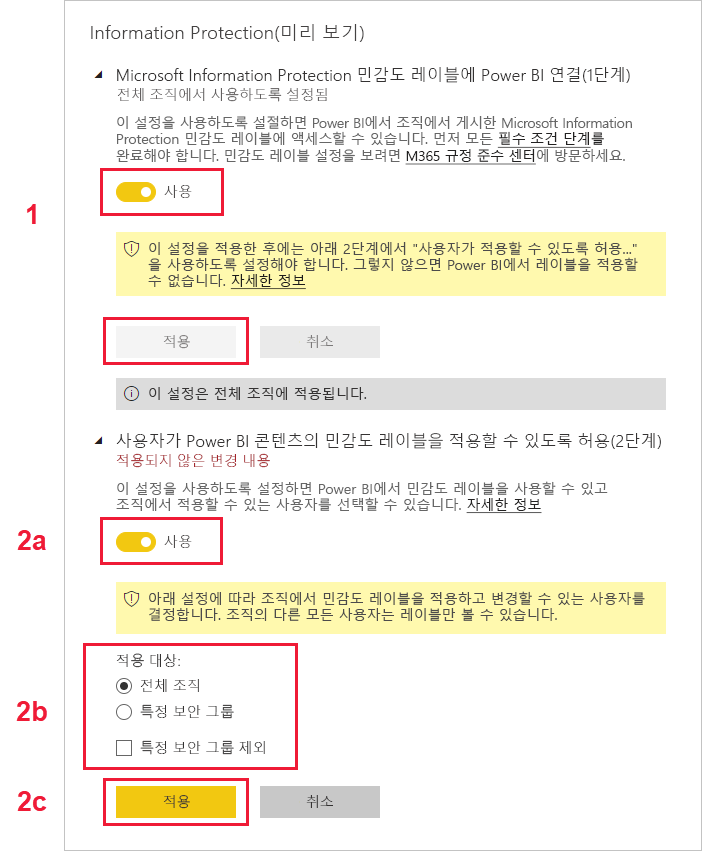 Information Protection(미리 보기)
Microsoft Information Protection 민감도 레이블에 Power BI 연결(1단계)
전체 조직에서 사용하도록 설정됨
이 설정을 사용하도록 설절하면 Power BI에서 조직에서 게시한 Microsoft Information
Protection 민감도 레이블에 액세스할 수 있습니다. 먼저 모든 필수 조건 단계를
완료해야 합니다. 민감도 레이블 설정을 보려면 M365 규정 준수 센터에 방문하세요.
1
사용
이 설정을 적용한 후에는 아래 2단계에서 "사용자가 적용할 수 있도록 허용..."
을 사용하도록 설정해야 합니다. 그렇지 않으면 Power BI에서 레이블을 적용할
수 없습니다. 자세한 정보
적용 취소
이 설정은 전체 조직에 적용됩니다.
사용자가 Power BI 콘텐츠의 민감도 레이블을 적용할 수 있도록 허용(2단계)
적용되지 않은 변경 내용
이 설정을 사용하도록 설정하면 Power BI에서 민감도 레이블을 사용할 수 있고
조직에서 적용할 수 있는 사용자를 선택할 수 있습니다. 자세한 정보
2a
사용
아래 설정에 따라 조직에서 민감도 레이블을 적용하고 변경할 수 있는 사용자를
결정합니다. 조직의 다른 모든 사용자는 레이블만 볼 수 있습니다.
적용 대상:
전체 조직
2b
특정 보안 그룹
특정 보안 그룹 제외
2c
적용 취소